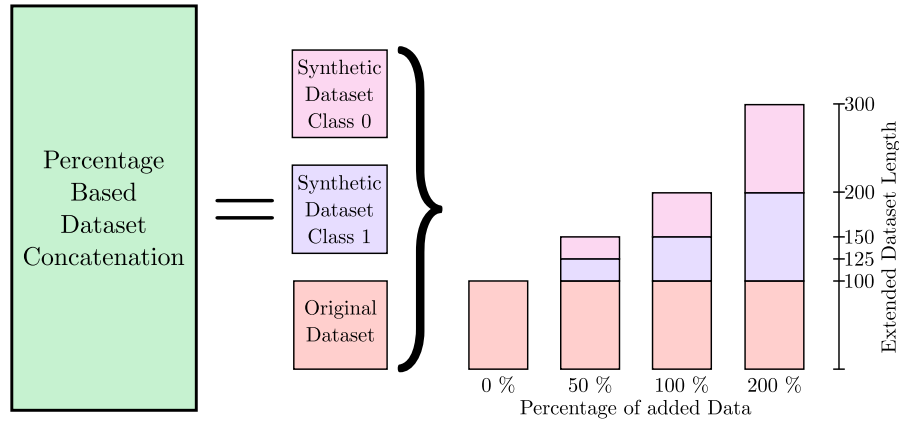 Percentage
Based
Dataset
Concatenation
Synthetic
Dataset
Class 0
Synthetic
Dataset
Class 1
Original
Dataset
0 %
50 %
100 %
200 %
Percentage of added Data
300
200
150
125
100
Extended Dataset Length